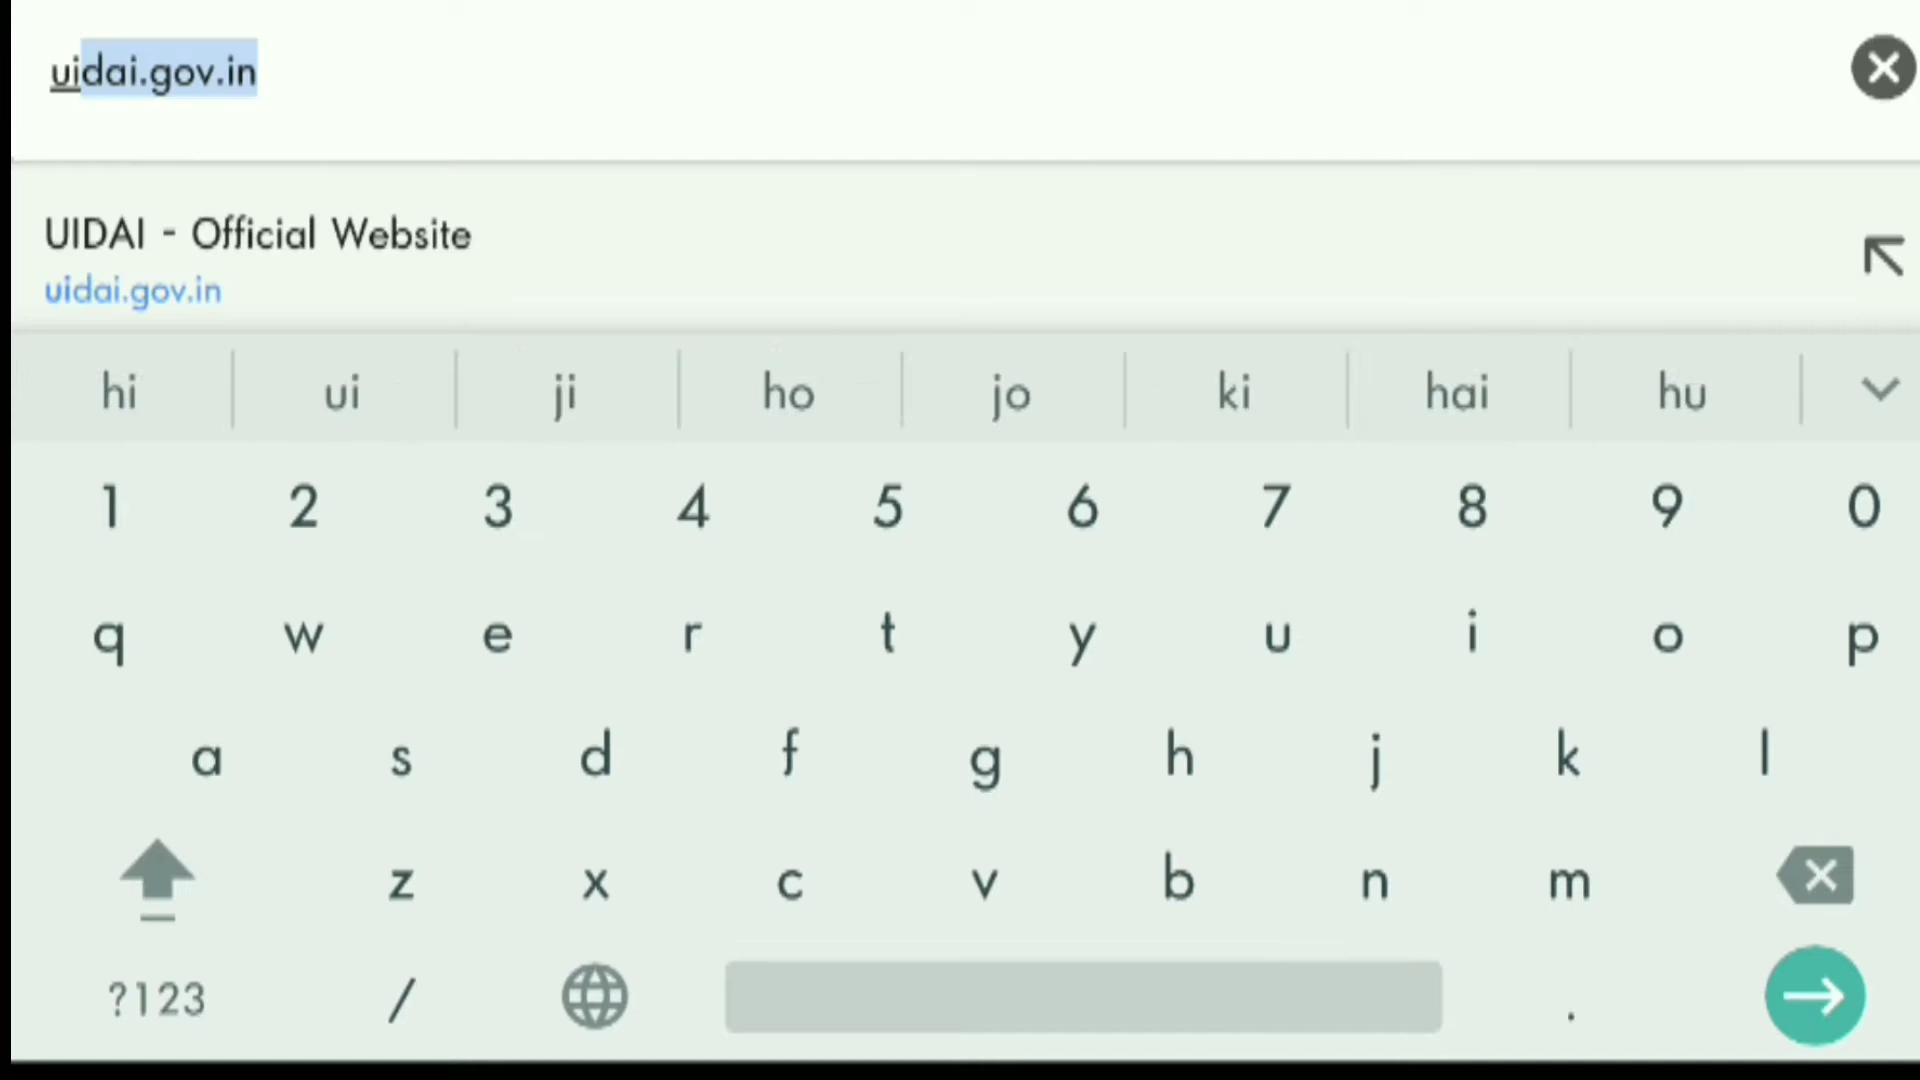 uidai.gov.in
UIDAI - Official Website
uidai.gov.in
hi ui ji ho jo ki hai hu
1 2 3 4 5 6 7 8 9 0
q w e r t y u i o p
a s d f g h j k l
z x c v b n m
?123 / .